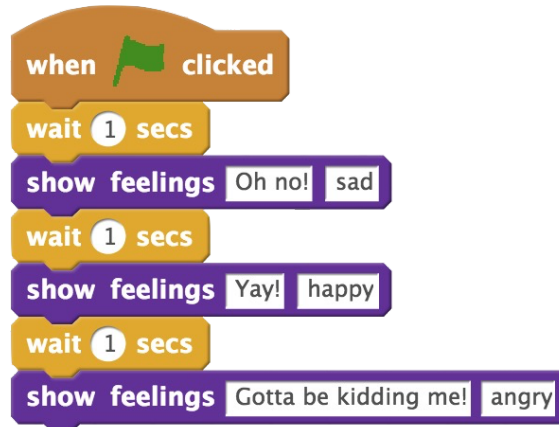 when clicked
wait 1 secs
show feelings Oh no! sad
wait 1 secs
show feelings Yay! happy
wait 1 secs
show feelings Gotta be kidding me! angry